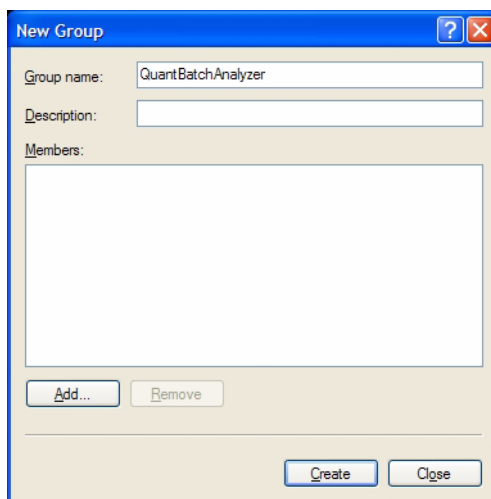 New Group
Group name: QuantBatchAnalyzer
Description:
Members:
Add... Remove
Create Close